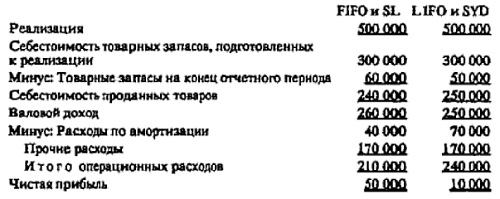 FIFO и SL LIFO и SYD
Реализация 500 000 500 000
Себестоимость товарных запасов, подготовленных
к реализации 300 000 300 000
Минус: Товарные запасы на конец отчетного периода 60 000 50 000
Себестоимость проданных товаров 240 000 250 000
Валовой доход 260 000 250 000
Минус: Расходы по амортизации 40 000 70 000
Прочие расходы 170 000 170 000
Итого операционных расходов 210 000 240 000
Чистая прибыль 50 000 10 000